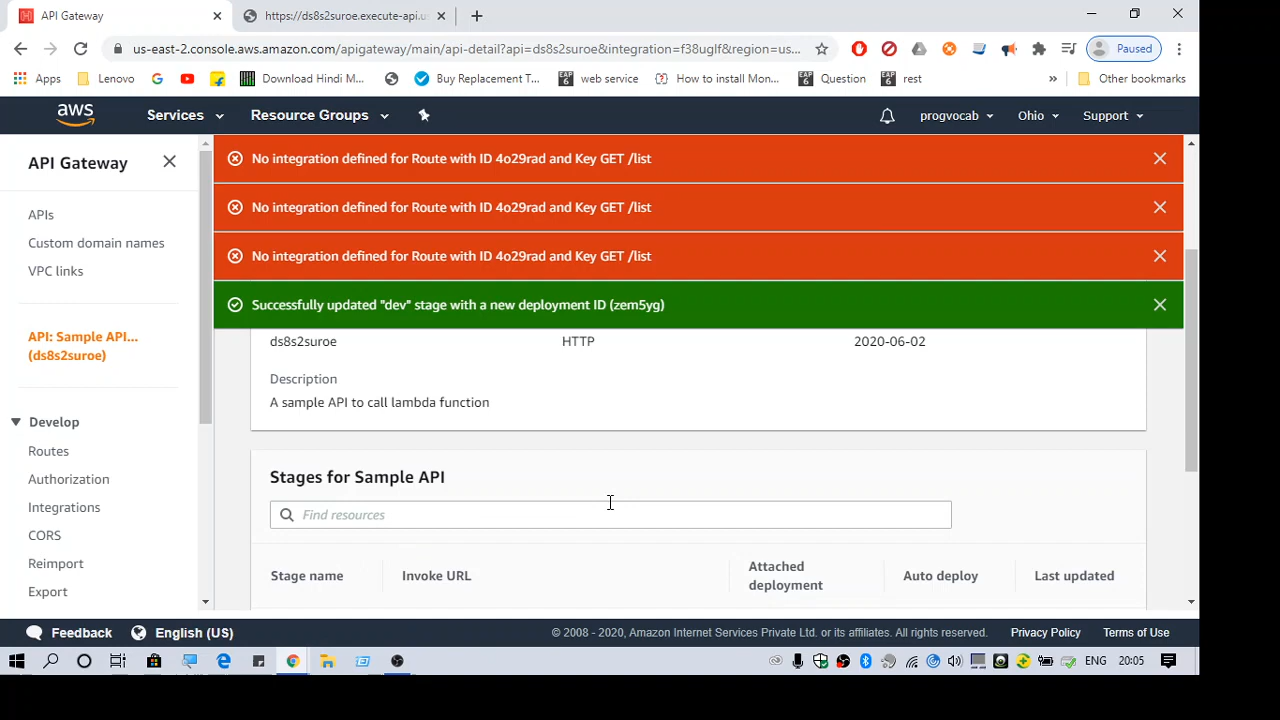 API Gateway
https://ds8s2suroe.execute-api.u
us-east-2.console.aws.amazon.com/apigateway/main/api-detail?api=ds8s2suroe&integration=f38uglf&region=us...
Paused
Apps
Lenovo
Download Hindi M...
Buy Replacement T...
web service
How to Install Mon...
Question
rest
»
Other bookmarks
aws
Services
Resource Groups
progvocab
Ohio
Support
API Gateway
APIs
Custom domain names
VPC links
API: Sample API...
(ds8s2suroe)
Develop
Routes
Authorization
Integrations
CORS
Reimport
Export
No integration defined for Route with ID 4o29rad and Key GET /list
No integration defined for Route with ID 4o29rad and Key GET /list
No integration defined for Route with ID 4o29rad and Key GET /list
Successfully updated "dev" stage with a new deployment ID (zem5yg)
ds8s2suroe HTTP 2020-06-02
Description
A sample API to call lambda function
Stages for Sample API
Find resources
Stage name Invoke URL Attached deployment Auto deploy Last updated
Feedback
English (US)
© 2008 - 2020, Amazon Internet Services Private Ltd. or its affiliates. All rights reserved.
Privacy Policy
Terms of Use
ENG
20:05